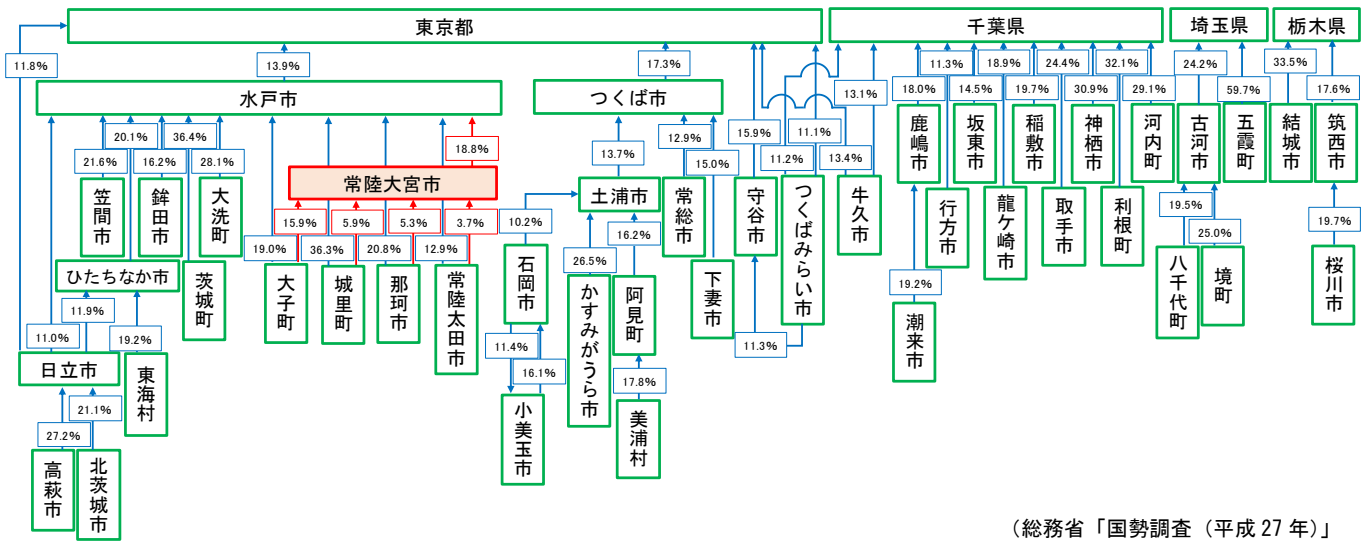 東京都
千葉県
埼玉県
栃木県
11.8%
13.9%
17.3%
13.1%
18.0%
11.3%
14.5%
18.9%
19.7%
24.4%
30.9%
32.1%
29.1%
24.2%
59.7%
33.5%
17.6%
水戸市
つくば市
21.6%
20.1%
16.2%
36.4%
28.1%
18.8%
13.7%
12.9%
15.0%
15.9%
11.2%
11.1%
13.4%
笠間市
鉾田市
大洗町
常陸大宮市
土浦市
常総市
守谷市
つくばみらい市
牛久市
鹿嶋市
坂東市
稲敷市
神栖市
河内町
古河市
五霞町
結城市
筑西市
行方市
龍ケ崎市
取手市
利根町
15.9%
5.9%
5.3%
3.7%
19.0%
36.3%
20.8%
12.9%
10.2%
26.5%
16.2%
19.5%
25.0%
19.7%
ひたちなか市
茨城町
大子町
城里町
那珂市
常陸太田市
石岡市
かすみがうら市
阿見町
下妻市
八千代町
境町
桜川市
11.0%
11.9%
19.2%
11.4%
16.1%
11.3%
19.2%
潮来市
日立市
東海村
17.8%
小美玉市
美浦村
27.2%
21.1%
高萩市
北茨城市
(総務省「国勢調査(平成27年)」